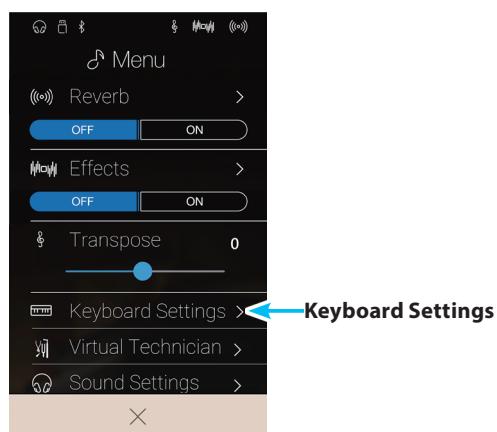 Menu
Reverb
OFF ON
Effects
OFF ON
Transpose 0
Keyboard Settings
Keyboard Settings
Virtual Technician
Sound Settings